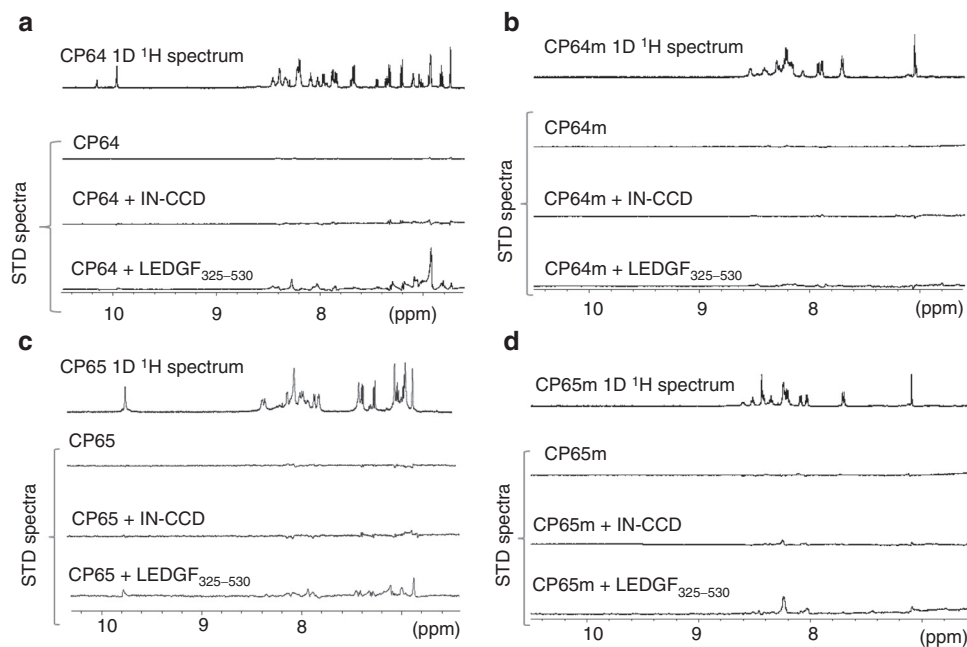 a
CP64 1D ¹H spectrum
STD spectra
CP64
CP64 + IN-CCD
CP64 + LEDGF₃₂₅₋₅₃₀
10 9 8 (ppm)
b
CP64m 1D ¹H spectrum
STD spectra
CP64m
CP64m + IN-CCD
CP64m + LEDGF₃₂₅₋₅₃₀
10 9 8 (ppm)
c
CP65 1D ¹H spectrum
STD spectra
CP65
CP65 + IN-CCD
CP65 + LEDGF₃₂₅₋₅₃₀
10 9 8 (ppm)
d
CP65m 1D ¹H spectrum
STD spectra
CP65m
CP65m + IN-CCD
CP65m + LEDGF₃₂₅₋₅₃₀
10 9 8 (ppm)